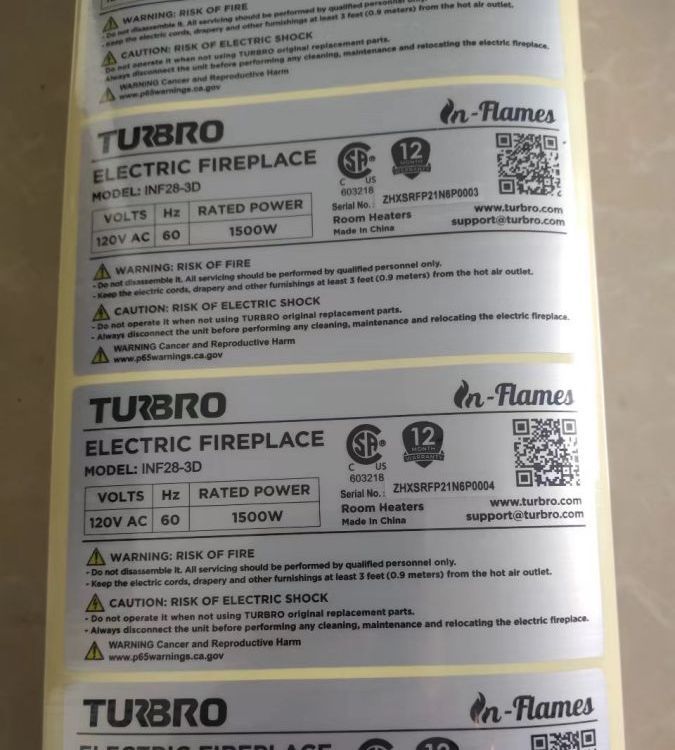 WARNING: RISK OF FIRE
- Do not disassemble it. All servicing should be performed by qualified personnel only.
- Keep the electric cords, drapery and other furnishings at least 3 feet (0.9 meters) from the hot air outlet.
CAUTION: RISK OF ELECTRIC SHOCK
- Do not operate it when not using TURBRO original replacement parts.
- Always disconnect the unit before performing any cleaning, maintenance and relocating the electric fireplace.
WARNING Cancer and Reproductive Harm
www.p65warnings.ca.gov
TURBRO
In-Flames
ELECTRIC FIREPLACE
MODEL: INF28-3D
VOLTS Hz RATED POWER
120V AC 60 1500W
SA®
C US
603218
12
MONTH
WARRANTY
Serial No.: ZHXSRFP21N6P0003
Room Heaters
Made In China
www.turbro.com
support@turbro.com
WARNING: RISK OF FIRE
- Do not disassemble it. All servicing should be performed by qualified personnel only.
- Keep the electric cords, drapery and other furnishings at least 3 feet (0.9 meters) from the hot air outlet.
CAUTION: RISK OF ELECTRIC SHOCK
- Do not operate it when not using TURBRO original replacement parts.
- Always disconnect the unit before performing any cleaning, maintenance and relocating the electric fireplace.
WARNING Cancer and Reproductive Harm
www.p65warnings.ca.gov
TURBRO
In-Flames
ELECTRIC FIREPLACE
MODEL: INF28-3D
VOLTS Hz RATED POWER
120V AC 60 1500W
SA®
C US
603218
12
MONTH
WARRANTY
Serial No.: ZHXSRFP21N6P0004
Room Heaters
Made In China
www.turbro.com
support@turbro.com
WARNING: RISK OF FIRE
- Do not disassemble it. All servicing should be performed by qualified personnel only.
- Keep the electric cords, drapery and other furnishings at least 3 feet (0.9 meters) from the hot air outlet.
CAUTION: RISK OF ELECTRIC SHOCK
- Do not operate it when not using TURBRO original replacement parts.
- Always disconnect the unit before performing any cleaning, maintenance and relocating the electric fireplace.
WARNING Cancer and Reproductive Harm
www.p65warnings.ca.gov
TURBRO
In-Flames
ELECTRIC FIREPLACE
12